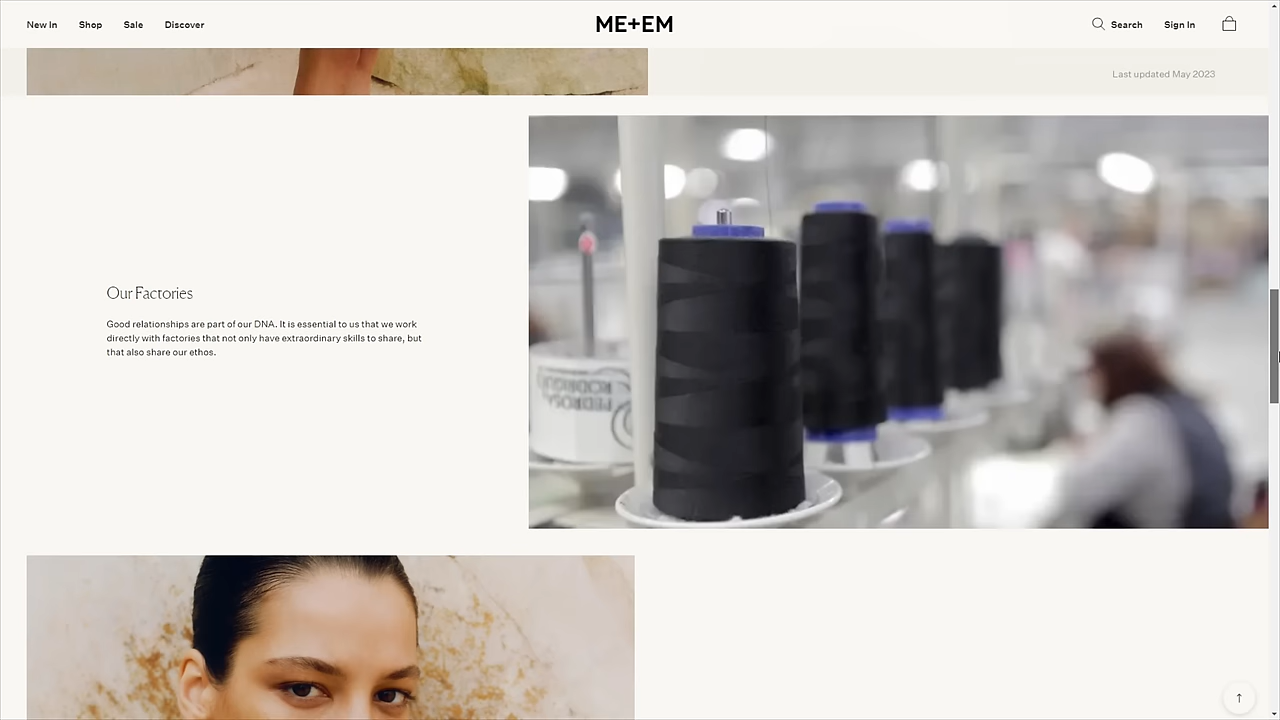 New In
Shop
Sale
Discover
ME+EM
Search
Sign In
Last updated May 2023
Our Factories
Good relationships are part of our DNA. It is essential to us that we work
directly with factories that not only have extraordinary skills to share, but
that also share our ethos.
RODRIGUE
PEDROSA